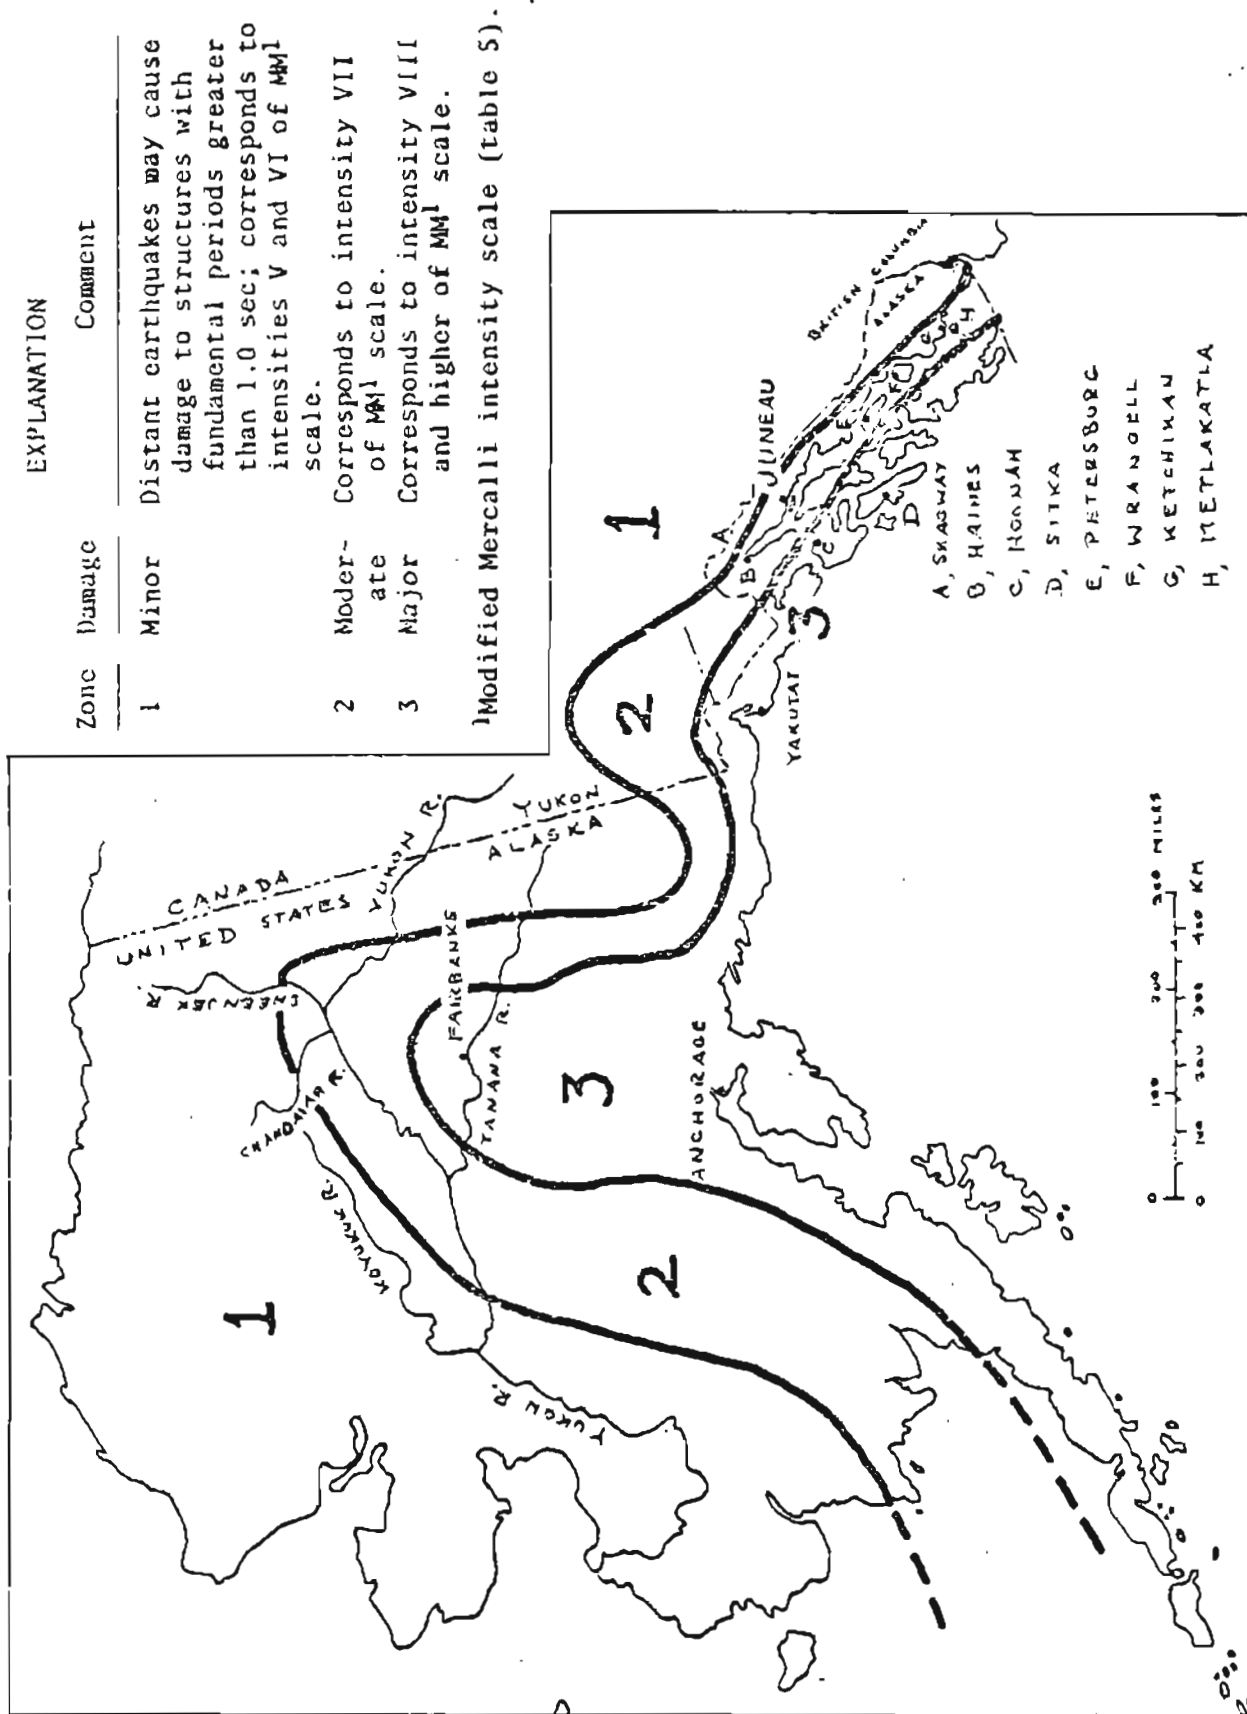 EXPLANATION
Zone Damage Comment
1 Minor Distant earthquakes may cause
damage to structures with
fundamental periods greater
than 1.0 sec; corresponds to
intensities V and VI of MM1
scale.
2 Moder- Corresponds to intensity VII
ate of MM1 scale.
3 Major Corresponds to intensity VIII
and higher of MM1 scale.
1Modified Mercalli intensity scale (table 5).
CANADA
UNITED STATES
YUKON
ALASKA
YUKON R.
SHEENJEK R.
CHANDALAR R.
KOYUKUK R.
YUKON R.
TANANA R.
FAIRBANKS
ANCHORAGE
YAKUTAT
JUNEAU
BRITISH COLUMBIA
ALASKA
1
2
3
2
1
3
A
B
C
D
E
G
H
A, SKAGWAY
B, HAINES
C, HOONAH
D, SITKA
E, PETERSBURG
F, WRANGELL
G, KETCHIKAN
H, METLAKATLA
0 100 200 300 MILES
0 100 200 300 400 KM